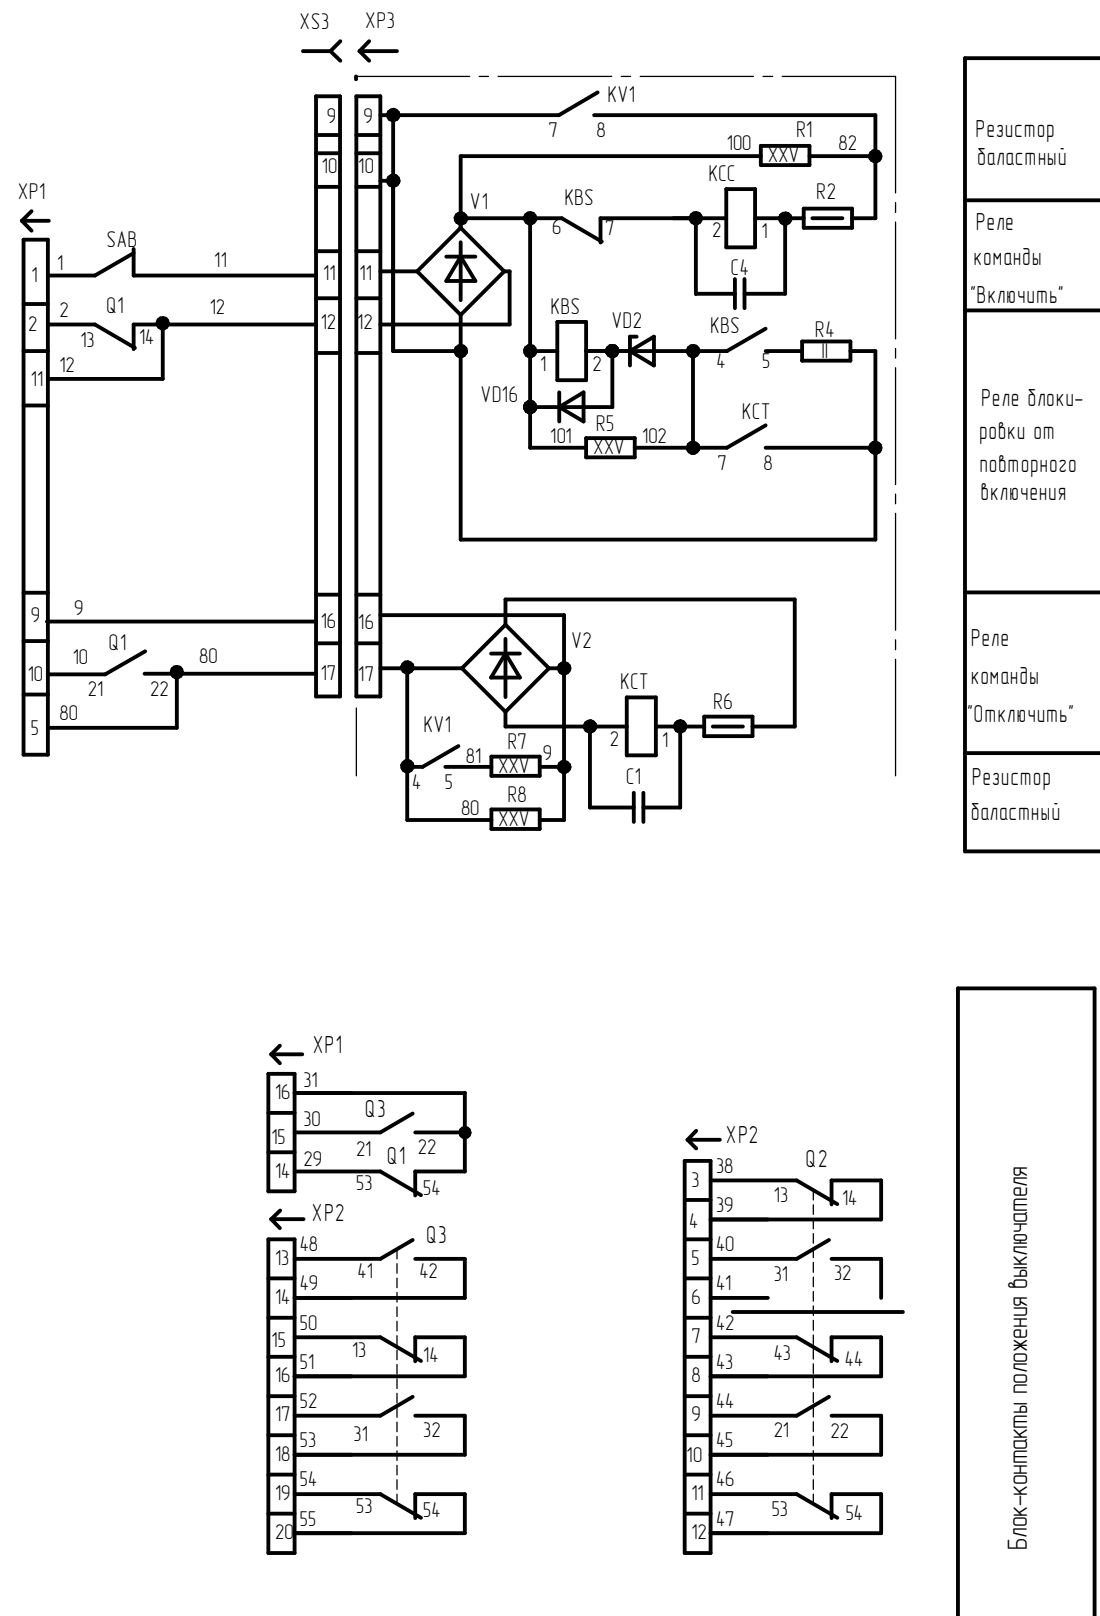 XS3 XP3
9 9 KV1
7 8
100 R1 82
XXV
10 10
KCC
XP1
V1 KBS R2
6 7 2 1
SAB
1 1 11 11 11
C4
2 2 Q1 12 12 12
13 14
KBS VD2 KBS R4
1 2 4 5
11 12
VD16
KCT
101 R5 102
XXV
7 8
9 9 16 16
V2
10 10 Q1 80 17 17
21 22
KCT R6
2 1
5 80
KV1
4 5 81 R7 9
XXV
C1
80 R8
XXV
Резистор
баластный
Реле
команды
"Включить"
Реле блоки-
ровки от
повторного
включения
Реле
команды
"Отключить"
Резистор
баластный
XP1
16 31
15 30 Q3
21 22
14 29 Q1
53 54
XP2
13 48 Q3
41 42
14 49
15 50
13 14
16 51
17 52
31 32
18 53
19 54
53 54
20 55
XP2
3 38 Q2
13 14
4 39
5 40
31 32
6 41
7 42
43 44
8 43
9 44
21 22
10 45
11 46
53 54
12 47
Блок-контакты положения выключателя